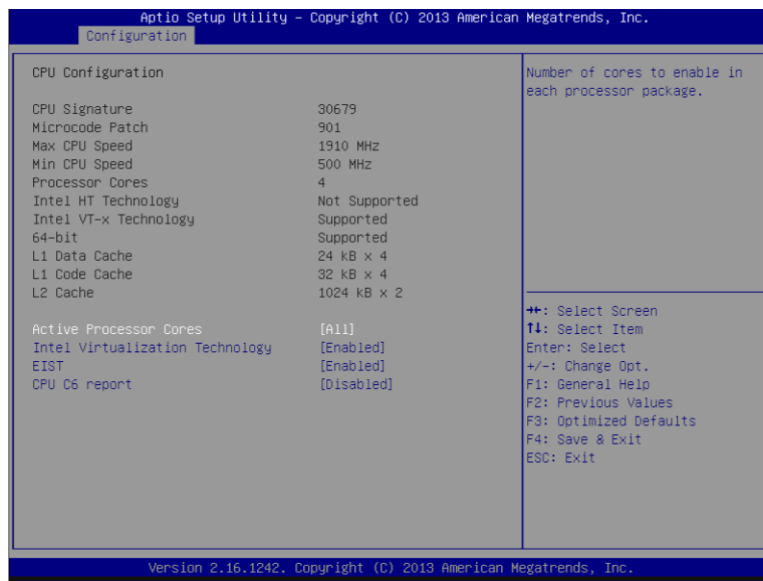 Aptio Setup Utility – Copyright (C) 2013 American Megatrends, Inc.
Configuration
CPU Configuration
CPU Signature 30679
Microcode Patch 901
Max CPU Speed 1910 MHz
Min CPU Speed 500 MHz
Processor Cores 4
Intel HT Technology Not Supported
Intel VT-x Technology Supported
64-bit Supported
L1 Data Cache 24 kB x 4
L1 Code Cache 32 kB x 4
L2 Cache 1024 kB x 2
Active Processor Cores [All]
Intel Virtualization Technology [Enabled]
EIST [Enabled]
CPU C6 report [Disabled]
Number of cores to enable in
each processor package.
→←: Select Screen
↑↓: Select Item
Enter: Select
+/-: Change Opt.
F1: General Help
F2: Previous Values
F3: Optimized Defaults
F4: Save & Exit
ESC: Exit
Version 2.16.1242. Copyright (C) 2013 American Megatrends, Inc.